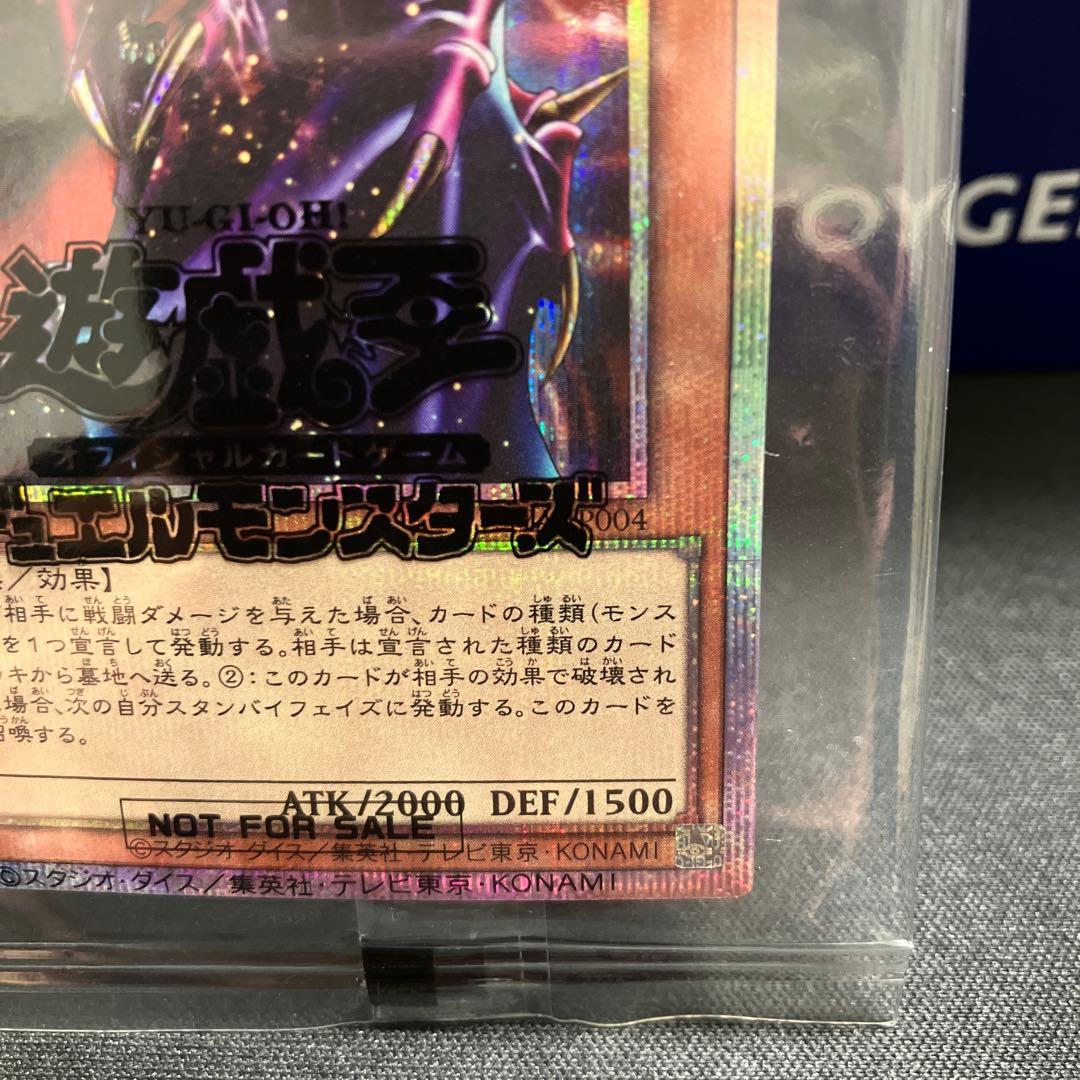 YU-GI-OH!
遊戯王
OYGE
オフィシャルカードゲーム
デュエルモンスターズ
P004
／効果】
相手に戦闘ダメージを与えた場合、カードの種類（モンス
を１つ宣言して発動する。相手は宣言された種類のカード
ッキから墓地へ送る。②：このカードが相手の効果で破壊され
場合、次の自分スタンバイフェイズに発動する。このカードを
召喚する。
ATK/2000 DEF/1500
NOT FOR SALE
©スタジオ・ダイス／集英社・テレビ東京・KONAMI
©スタジオ・ダイス／集英社・テレビ東京・KONAMI